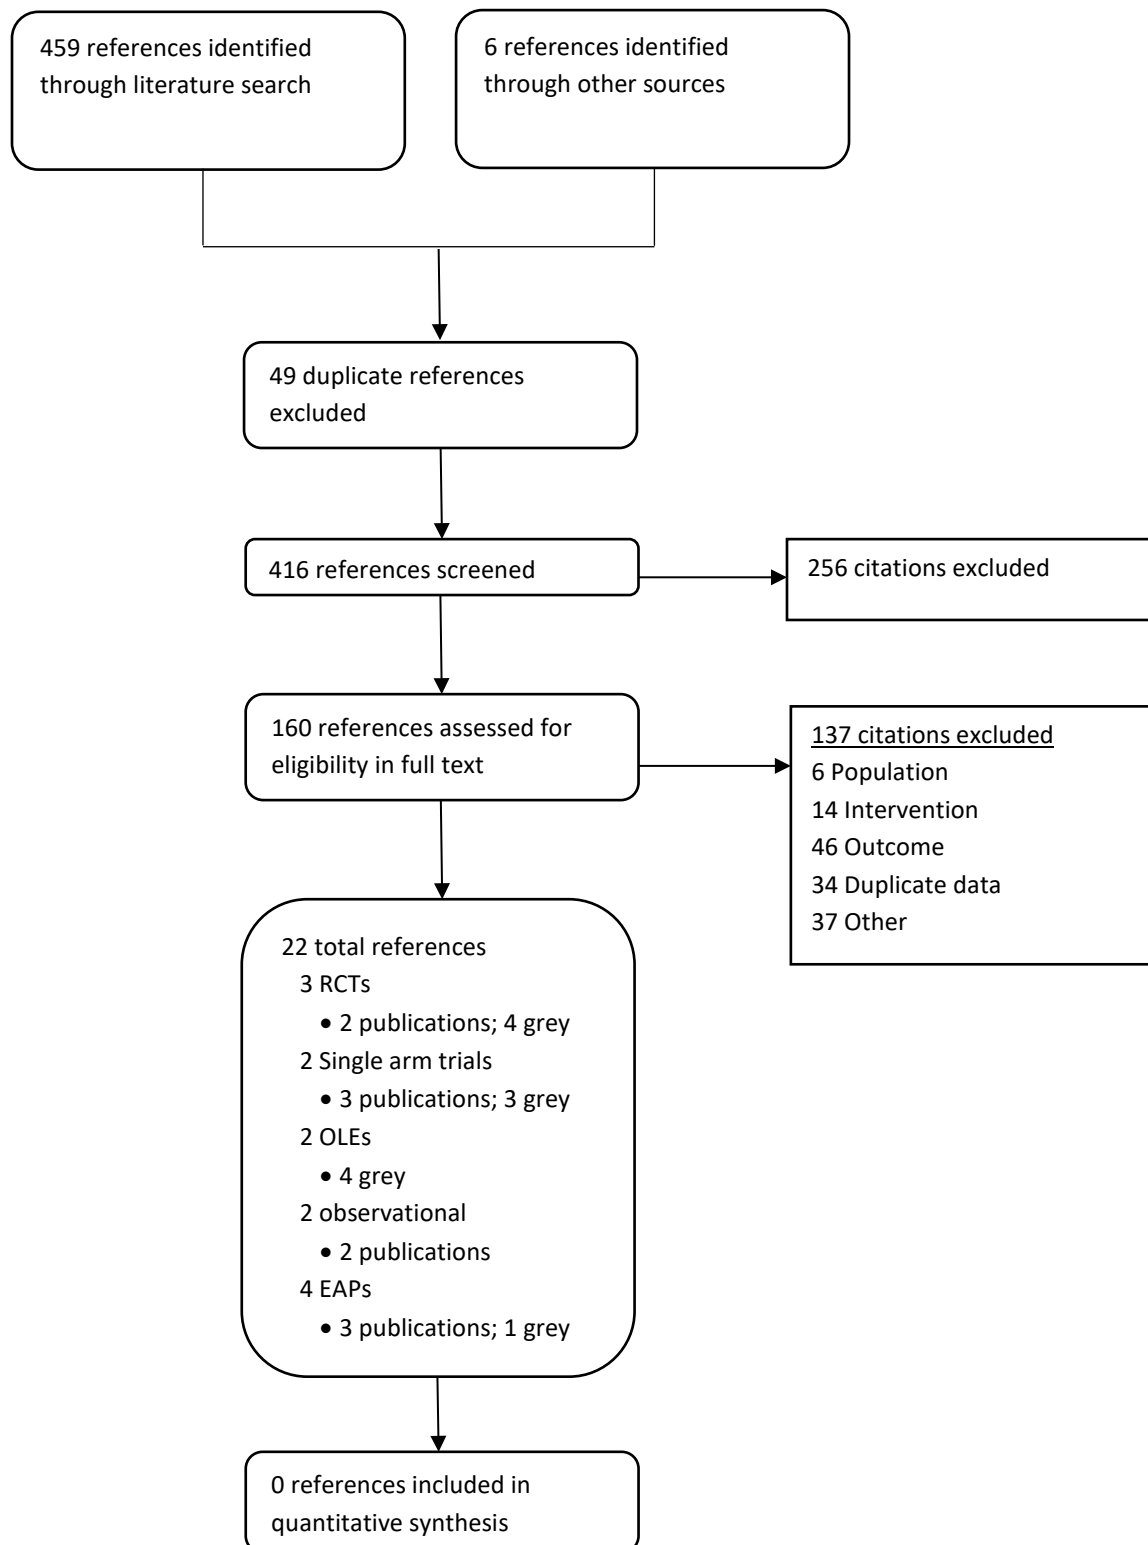 459 references identified
through literature search
6 references identified
through other sources
49 duplicate references
excluded
416 references screened
256 citations excluded
160 references assessed for
eligibility in full text
137 citations excluded
6 Population
14 Intervention
46 Outcome
34 Duplicate data
37 Other
22 total references
3 RCTs
• 2 publications; 4 grey
2 Single arm trials
• 3 publications; 3 grey
2 OLEs
• 4 grey
2 observational
• 2 publications
4 EAPs
• 3 publications; 1 grey
0 references included in
quantitative synthesis